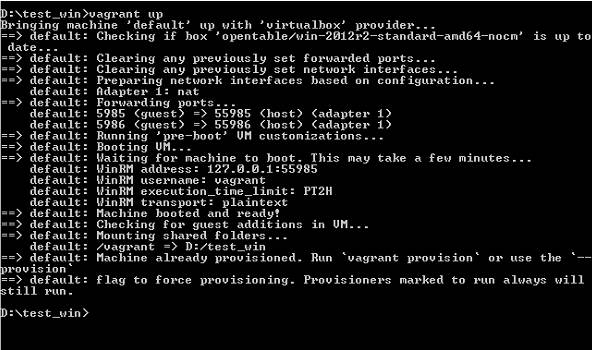 D:\test_win>vagrant up
Bringing machine 'default' up with 'virtualbox' provider...
==> default: Checking if box 'opentable/win-2012r2-standard-amd64-nocm' is up to
 date...
==> default: Clearing any previously set forwarded ports...
==> default: Clearing any previously set network interfaces...
==> default: Preparing network interfaces based on configuration...
    default: Adapter 1: nat
==> default: Forwarding ports...
    default: 5985 (guest) => 55985 (host) (adapter 1)
    default: 5986 (guest) => 55986 (host) (adapter 1)
==> default: Running 'pre-boot' VM customizations...
==> default: Booting VM...
==> default: Waiting for machine to boot. This may take a few minutes...
    default: WinRM address: 127.0.0.1:55985
    default: WinRM username: vagrant
    default: WinRM execution_time_limit: PT2H
    default: WinRM transport: plaintext
==> default: Machine booted and ready!
==> default: Checking for guest additions in VM...
==> default: Mounting shared folders...
    default: /vagrant => D:/test_win
==> default: Machine already provisioned. Run `vagrant provision` or use the `--
provision`
==> default: flag to force provisioning. Provisioners marked to run always will
still run.
D:\test_win>